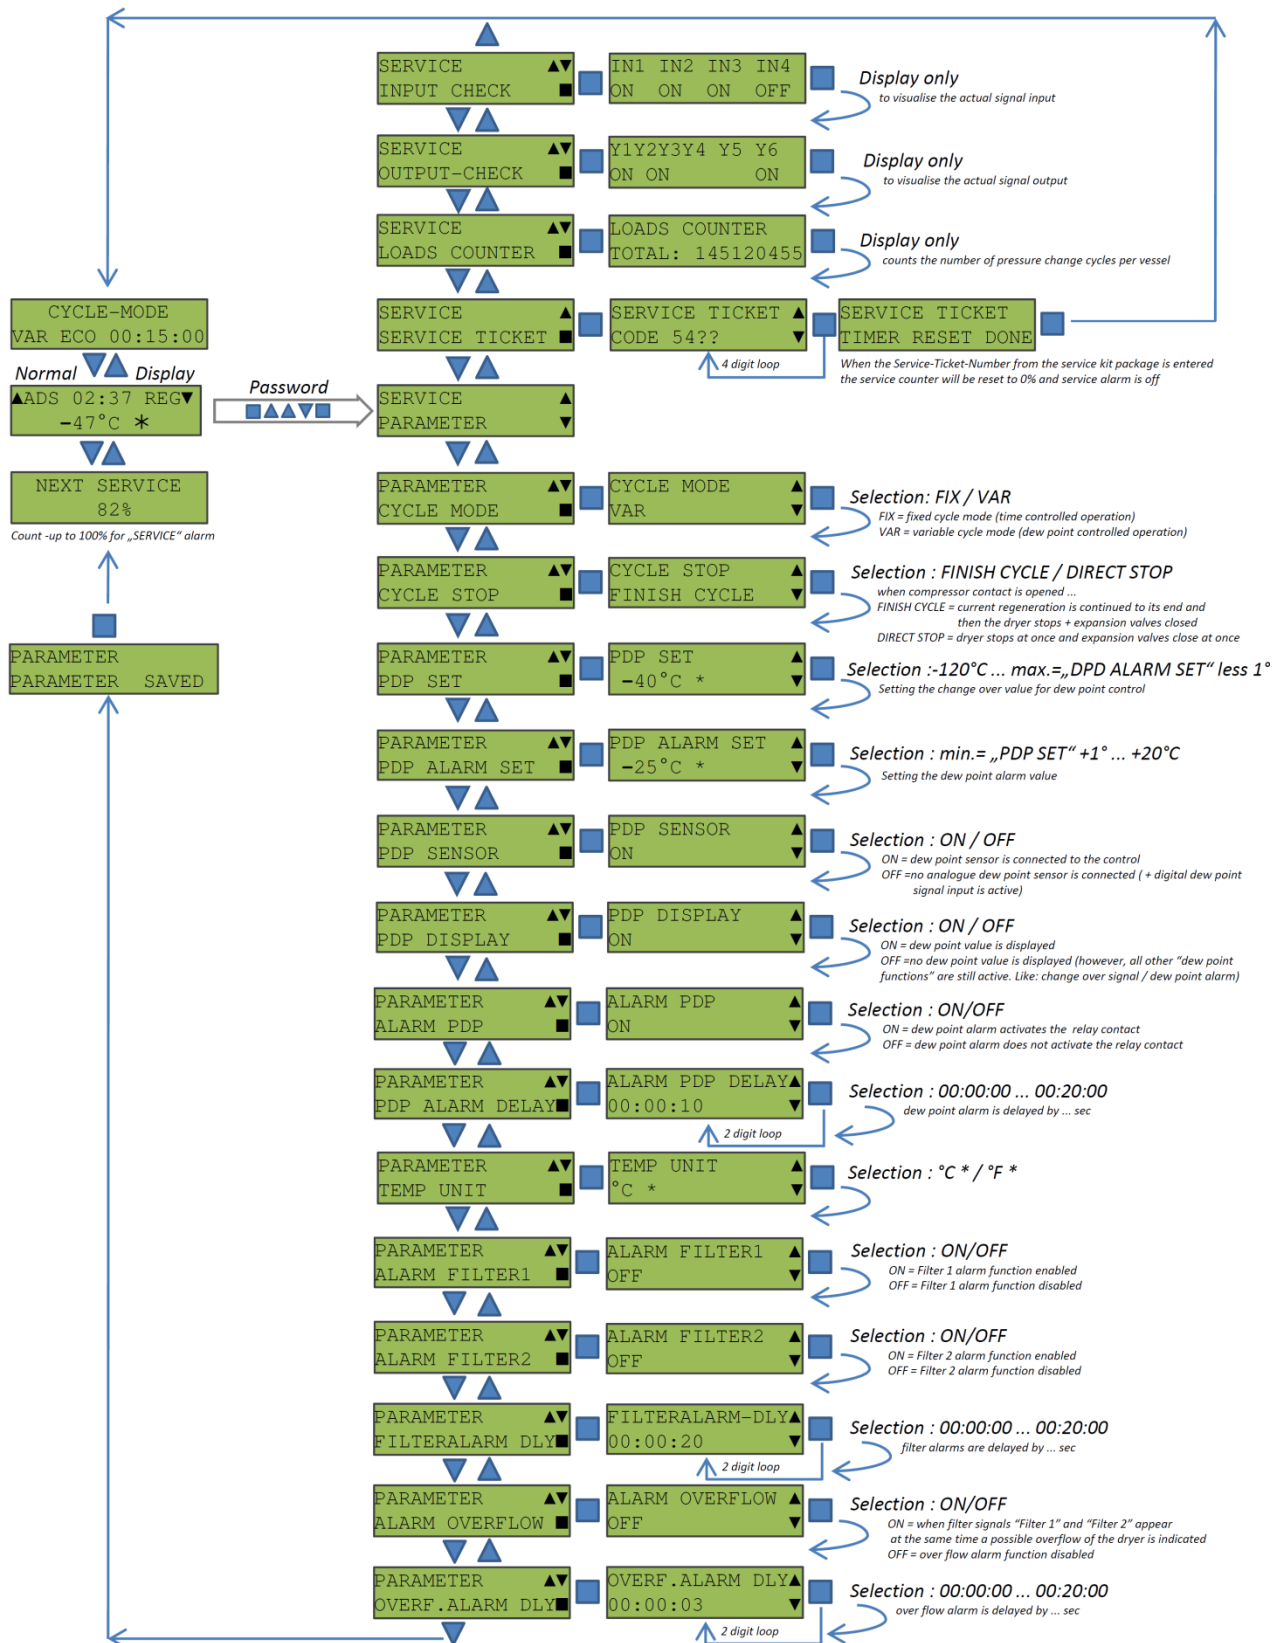 SERVICE ▲▼
INPUT CHECK ■
IN1 IN2 IN3 IN4
ON ON ON OFF
Display only
to visualise the actual signal input
SERVICE ▲▼
OUTPUT-CHECK ■
Y1Y2Y3Y4 Y5 Y6
ON ON ON
Display only
to visualise the actual signal output
SERVICE ▲▼
LOADS COUNTER ■
LOADS COUNTER
TOTAL: 145120455
Display only
counts the number of pressure change cycles per vessel
CYCLE-MODE
VAR ECO 00:15:00
SERVICE ▲
SERVICE TICKET ■
SERVICE TICKET ▲
CODE 54?? ▼
SERVICE TICKET
TIMER RESET DONE
4 digit loop
When the Service-Ticket-Number from the service kit package is entered
the service counter will be reset to 0% and service alarm is off
Normal Display
▲ADS 02:37 REG▼
-47°C *
Password
SERVICE ▲
PARAMETER ▼
NEXT SERVICE
82%
Count -up to 100% for „SERVICE“ alarm
PARAMETER
PARAMETER SAVED
PARAMETER ▲▼
CYCLE MODE ■
CYCLE MODE ▲
VAR ▼
Selection: FIX / VAR
FIX = fixed cycle mode (time controlled operation)
VAR = variable cycle mode (dew point controlled operation)
PARAMETER ▲▼
CYCLE STOP ■
CYCLE STOP ▲
FINISH CYCLE ▼
Selection : FINISH CYCLE / DIRECT STOP
when compressor contact is opened ...
FINISH CYCLE = current regeneration is continued to its end and
then the dryer stops + expansion valves closed
DIRECT STOP = dryer stops at once and expansion valves close at once
PARAMETER ▲▼
PDP SET ■
PDP SET ▲
-40°C * ▼
Selection :-120°C ... max.=„DPD ALARM SET“ less 1°
Setting the change over value for dew point control
PARAMETER ▲▼
PDP ALARM SET ■
PDP ALARM SET ▲
-25°C * ▼
Selection : min.= „PDP SET“ +1° ... +20°C
Setting the dew point alarm value
PARAMETER ▲▼
PDP SENSOR ■
PDP SENSOR ▲
ON ▼
Selection : ON / OFF
ON = dew point sensor is connected to the control
OFF =no analogue dew point sensor is connected ( + digital dew point
signal input is active)
PARAMETER ▲▼
PDP DISPLAY ■
PDP DISPLAY ▲
ON ▼
Selection : ON / OFF
ON = dew point value is displayed
OFF =no dew point value is displayed (however, all other “dew point
functions” are still active. Like: change over signal / dew point alarm)
PARAMETER ▲▼
ALARM PDP ■
ALARM PDP ▲
ON ▼
Selection : ON/OFF
ON = dew point alarm activates the relay contact
OFF = dew point alarm does not activate the relay contact
PARAMETER ▲▼
PDP ALARM DELAY■
ALARM PDP DELAY▲
00:00:10 ▼
Selection : 00:00:00 ... 00:20:00
dew point alarm is delayed by ... sec
2 digit loop
PARAMETER ▲▼
TEMP UNIT ■
TEMP UNIT ▲
°C * ▼
Selection : °C * / °F *
PARAMETER ▲▼
ALARM FILTER1 ■
ALARM FILTER1 ▲
OFF ▼
Selection : ON/OFF
ON = Filter 1 alarm function enabled
OFF = Filter 1 alarm function disabled
PARAMETER ▲▼
ALARM FILTER2 ■
ALARM FILTER2 ▲
OFF ▼
Selection : ON/OFF
ON = Filter 2 alarm function enabled
OFF = Filter 2 alarm function disabled
PARAMETER ▲▼
FILTERALARM DLY■
FILTERALARM-DLY▲
00:00:20 ▼
Selection : 00:00:00 ... 00:20:00
filter alarms are delayed by ... sec
2 digit loop
PARAMETER ▲▼
ALARM OVERFLOW ■
ALARM OVERFLOW ▲
OFF ▼
Selection : ON/OFF
ON = when filter signals “Filter 1” and “Filter 2” appear
at the same time a possible overflow of the dryer is indicated
OFF = over flow alarm function disabled
PARAMETER ▲▼
OVERF.ALARM DLY■
OVERF.ALARM DLY▲
00:00:03 ▼
Selection : 00:00:00 ... 00:20:00
over flow alarm is delayed by ... sec
2 digit loop